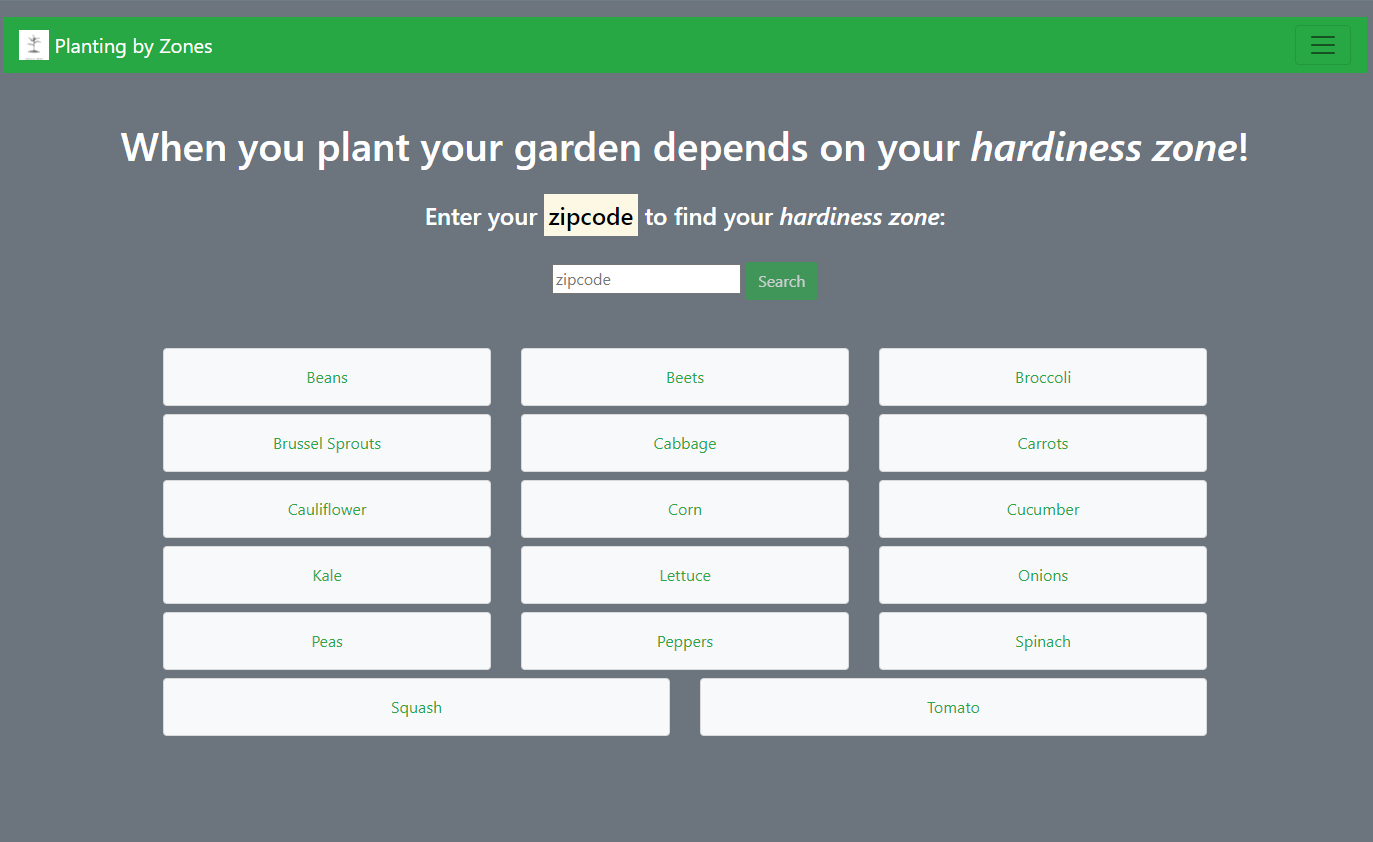 Planting by Zones
When you plant your garden depends on your hardiness zone!
Enter your zipcode to find your hardiness zone:
zipcode Search
Beans Beets Broccoli
Brussel Sprouts Cabbage Carrots
Cauliflower Corn Cucumber
Kale Lettuce Onions
Peas Peppers Spinach
Squash Tomato